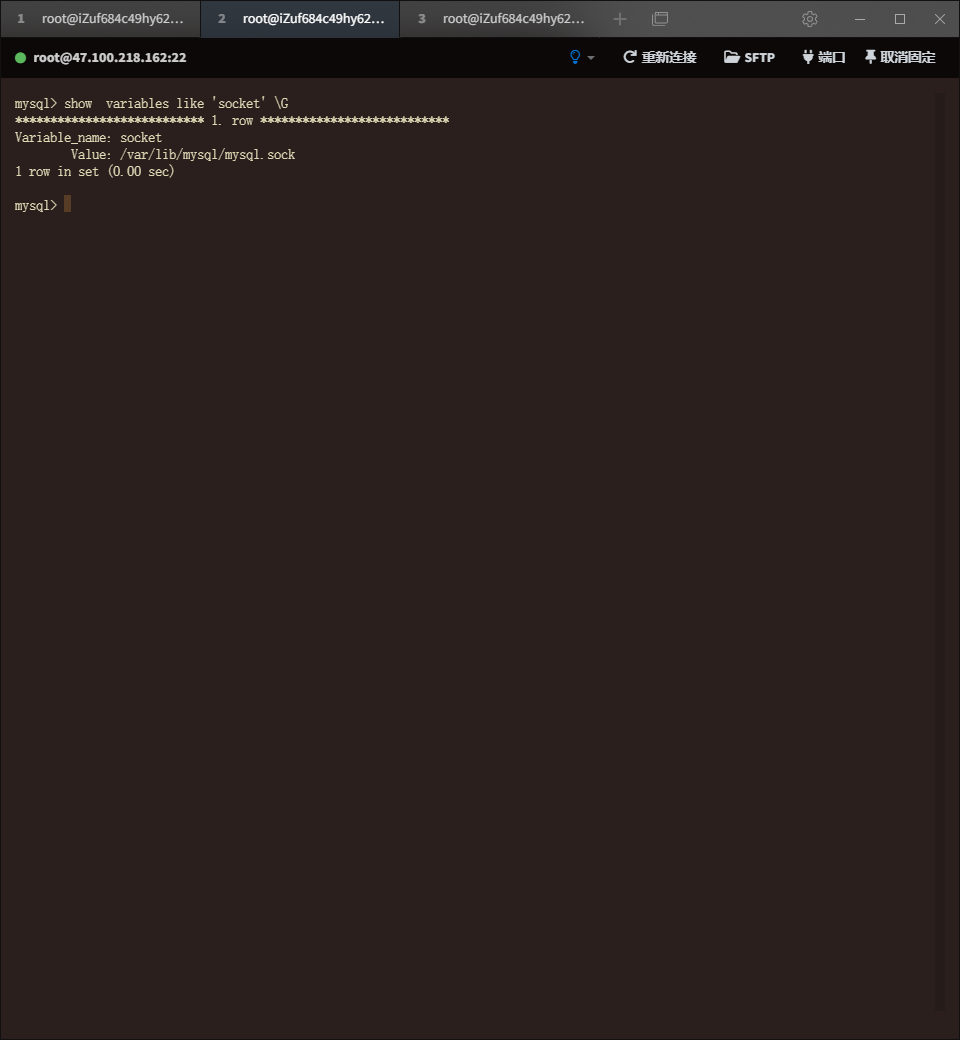 1 root@iZuf684c49hy62... 2 root@iZuf684c49hy62... 3 root@iZuf684c49hy62...
root@47.100.218.162:22 重新连接 SFTP 端口 取消固定
mysql> show  variables like 'socket' \G
*************************** 1. row ***************************
Variable_name: socket
        Value: /var/lib/mysql/mysql.sock
1 row in set (0.00 sec)
mysql>